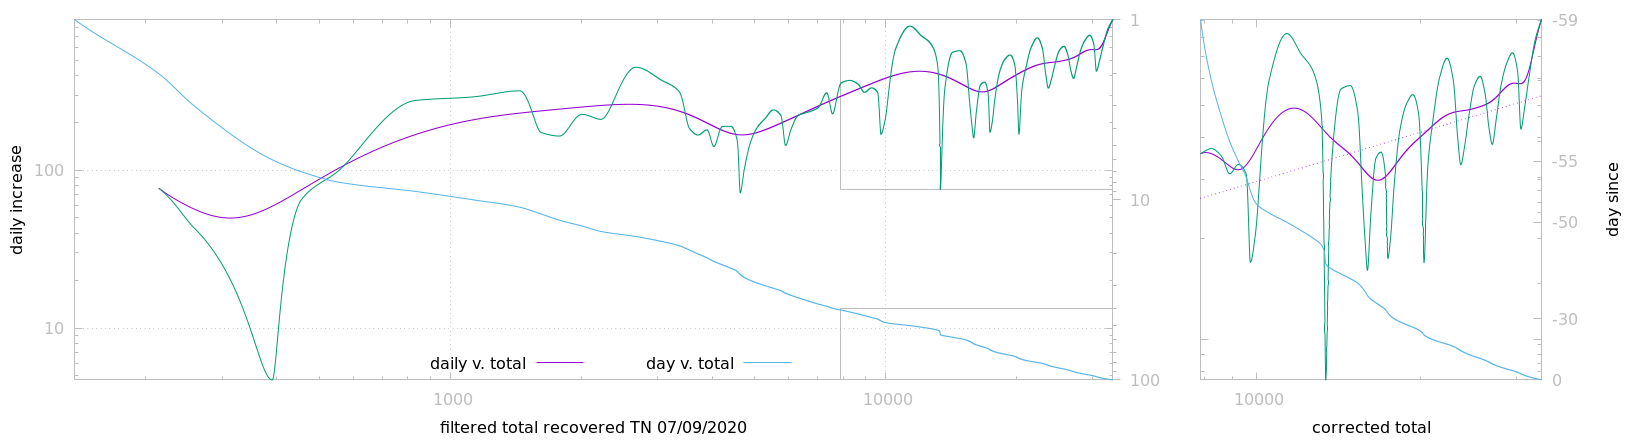 daily increase
100
10
1000
10000
filtered total recovered TN 07/09/2020
daily v. total
day v. total
1
10
100
10000
corrected total
-59
-55
-50
-30
0
day since